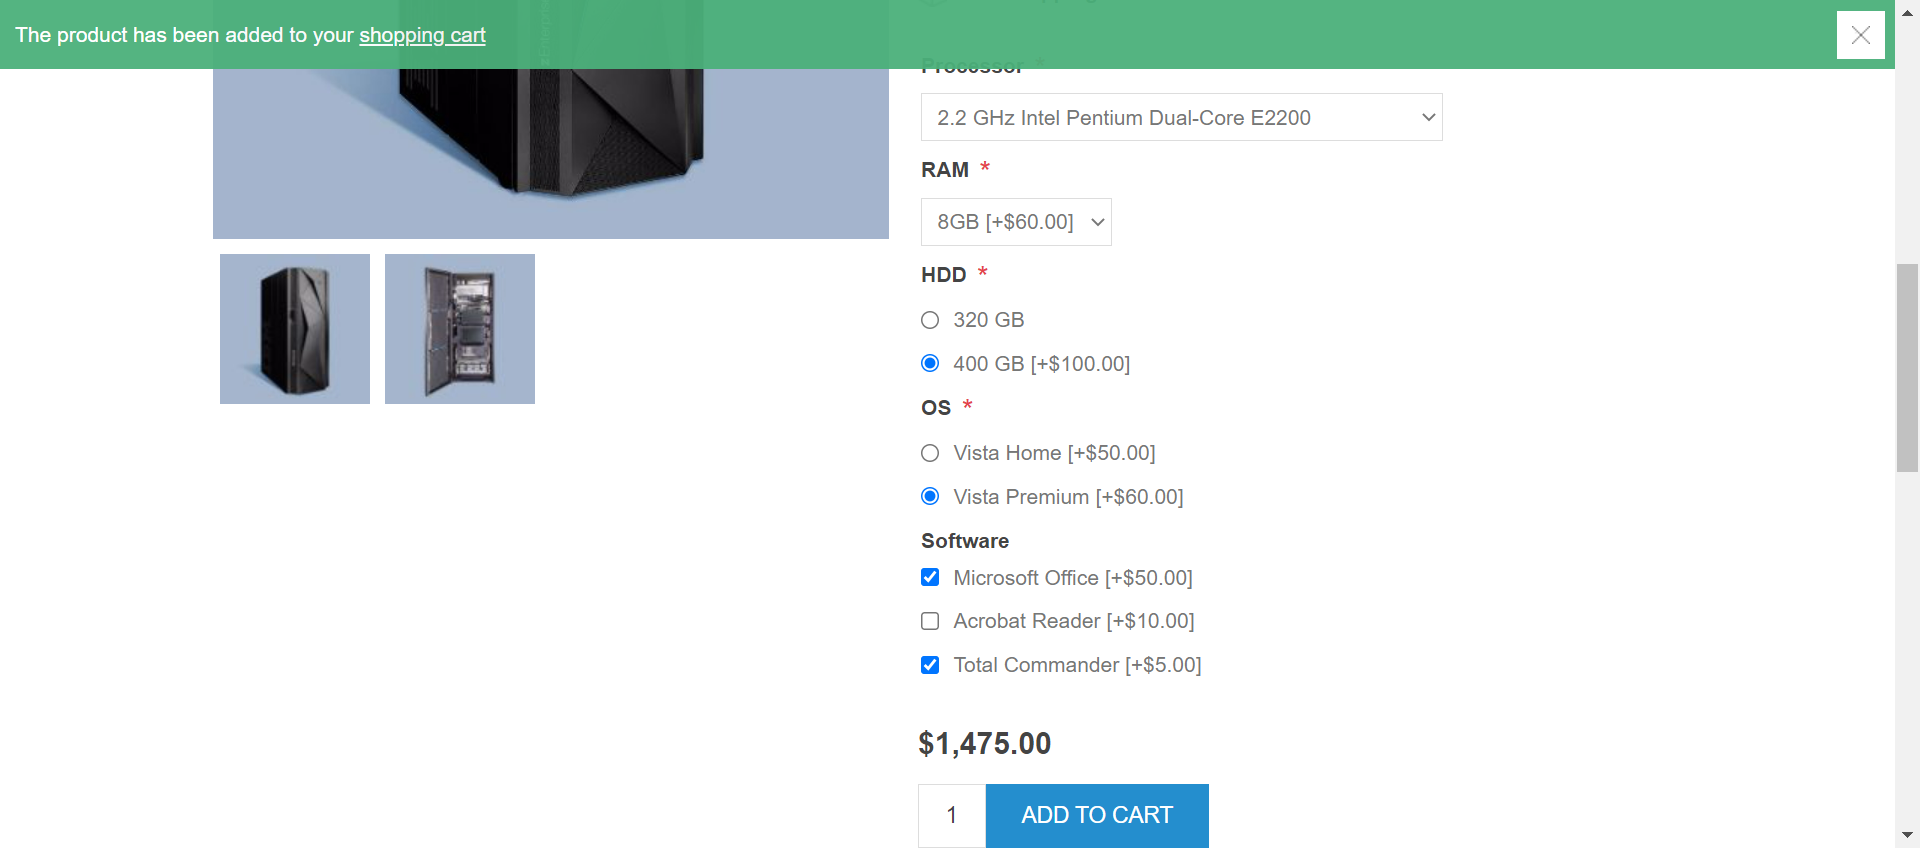 The product has been added to your shopping cart
Processor *
2.2 GHz Intel Pentium Dual-Core E2200
RAM *
8GB [+$60.00]
HDD *
320 GB
400 GB [+$100.00]
OS *
Vista Home [+$50.00]
Vista Premium [+$60.00]
Software
Microsoft Office [+$50.00]
Acrobat Reader [+$10.00]
Total Commander [+$5.00]
$1,475.00
1
ADD TO CART